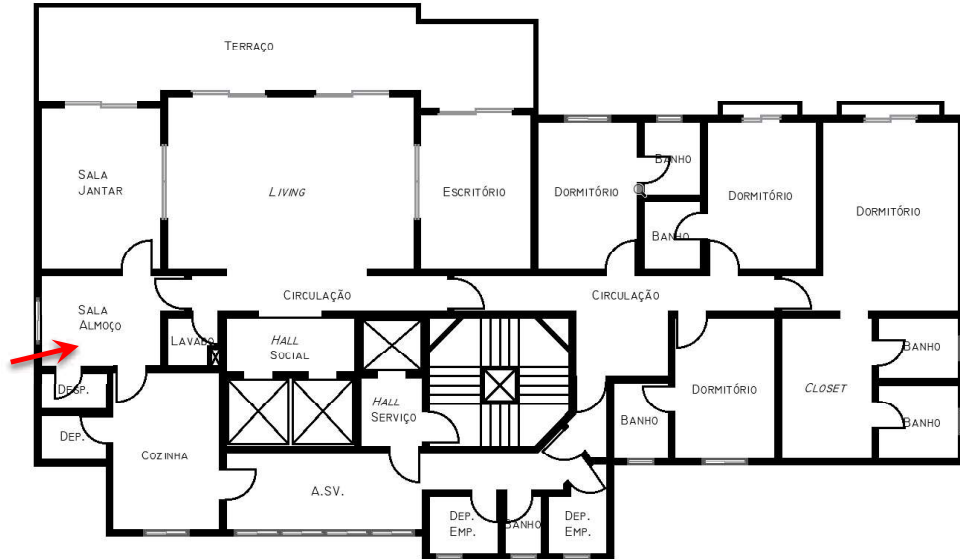 TERRAÇO
SALA
JANTAR
LIVING
ESCRITÓRIO
DORMITÓRIO
BANHO
DORMITÓRIO
DORMITÓRIO
BANHO
SALA
ALMOÇO
CIRCULAÇÃO
CIRCULAÇÃO
LAVABO
HALL
SOCIAL
BANHO
DESP.
HALL
SERVIÇO
DORMITÓRIO
CLOSET
DEP.
BANHO
BANHO
COZINHA
A.SV.
DEP.
EMP.
BANHO
DEP.
EMP.